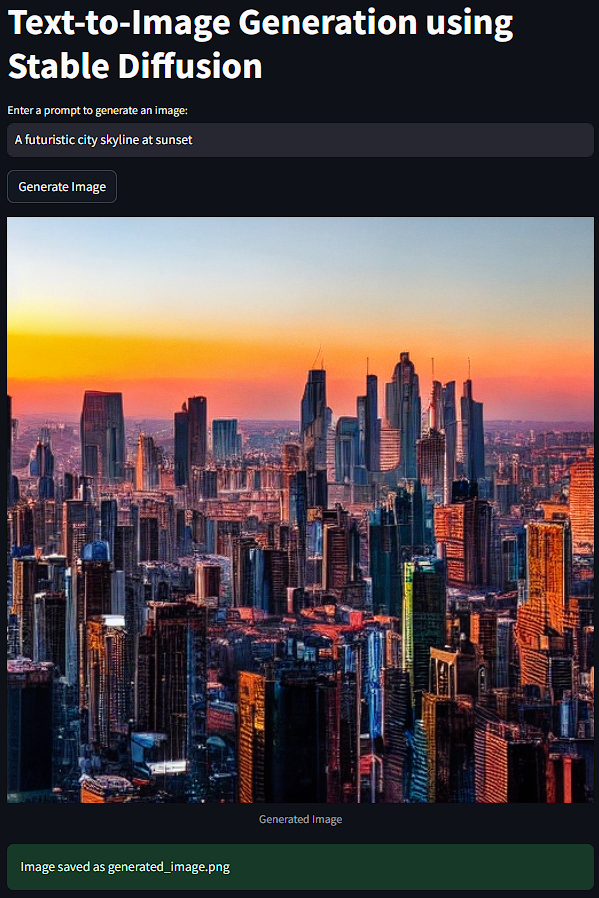 Text-to-Image Generation using
Stable Diffusion
Enter a prompt to generate an image:
A futuristic city skyline at sunset
Generate Image
Generated Image
Image saved as generated_image.png